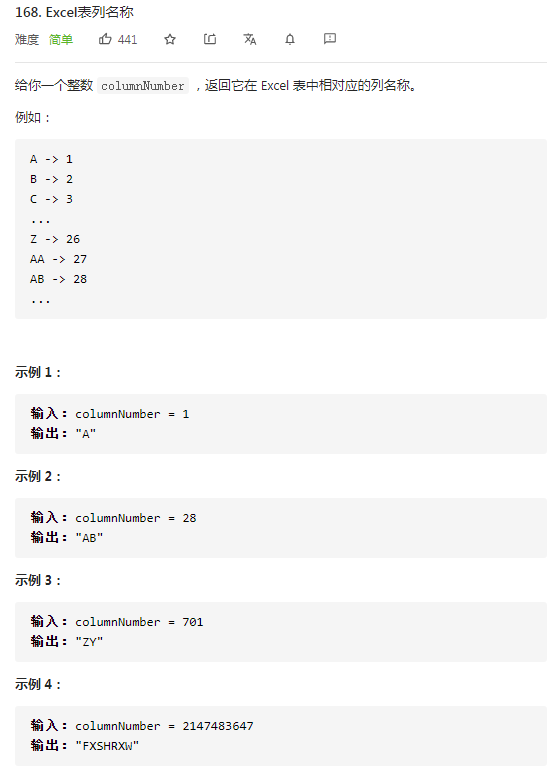 168. Excel表列名称
难度 简单 441
给你一个整数 columnNumber ，返回它在 Excel 表中相对应的列名称。
例如：
A -> 1
B -> 2
C -> 3
...
Z -> 26
AA -> 27
AB -> 28
...
示例 1：
输入：columnNumber = 1
输出："A"
示例 2：
输入：columnNumber = 28
输出："AB"
示例 3：
输入：columnNumber = 701
输出："ZY"
示例 4：
输入：columnNumber = 2147483647
输出："FXSHRXW"